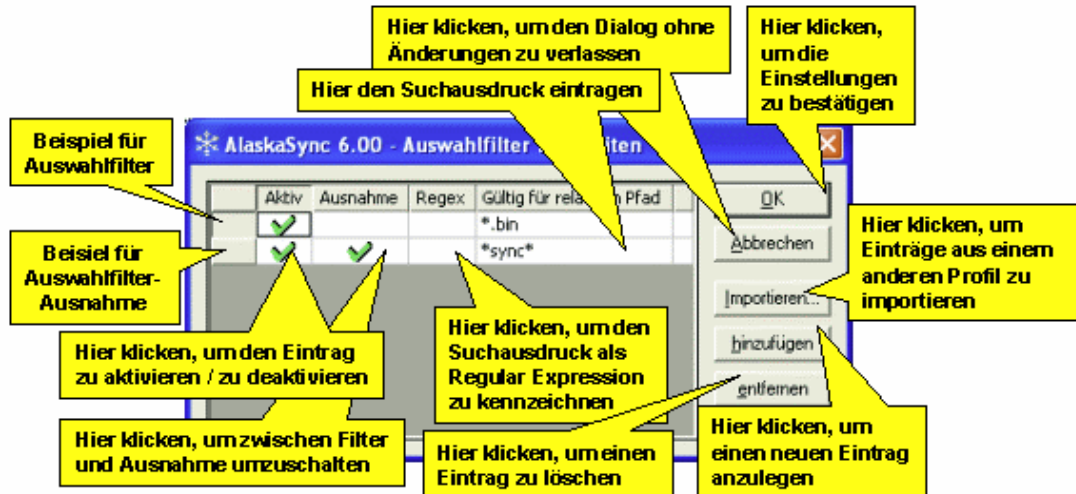 Hier klicken, um den Dialog ohne
Änderungen zu verlassen
Hier klicken,
um die
Einstellungen
zu bestätigen
Hier den Suchausdruck eintragen
Beispiel für
Auswahlfilter
AlaskaSync 6.00 - Auswahlfilter
Aktiv Ausnahme Regex Gültig für Pfad
*.bin
*sync*
OK
Abbrechen
Importieren...
hinzufügen
entfernen
Beisiel für
Auswahlfilter-
Ausnahme
Hier klicken, um
Einträge aus einem
anderen Profil zu
importieren
Hier klicken, um den Eintrag
zu aktivieren / zu deaktivieren
Hier klicken, um den
Suchausdruck als
Regular Expression
zu kennzeichnen
Hier klicken, um zwischen Filter
und Ausnahme umzuschalten
Hier klicken, um einen
Eintrag zu löschen
Hier klicken, um
einen neuen Eintrag
anzulegen